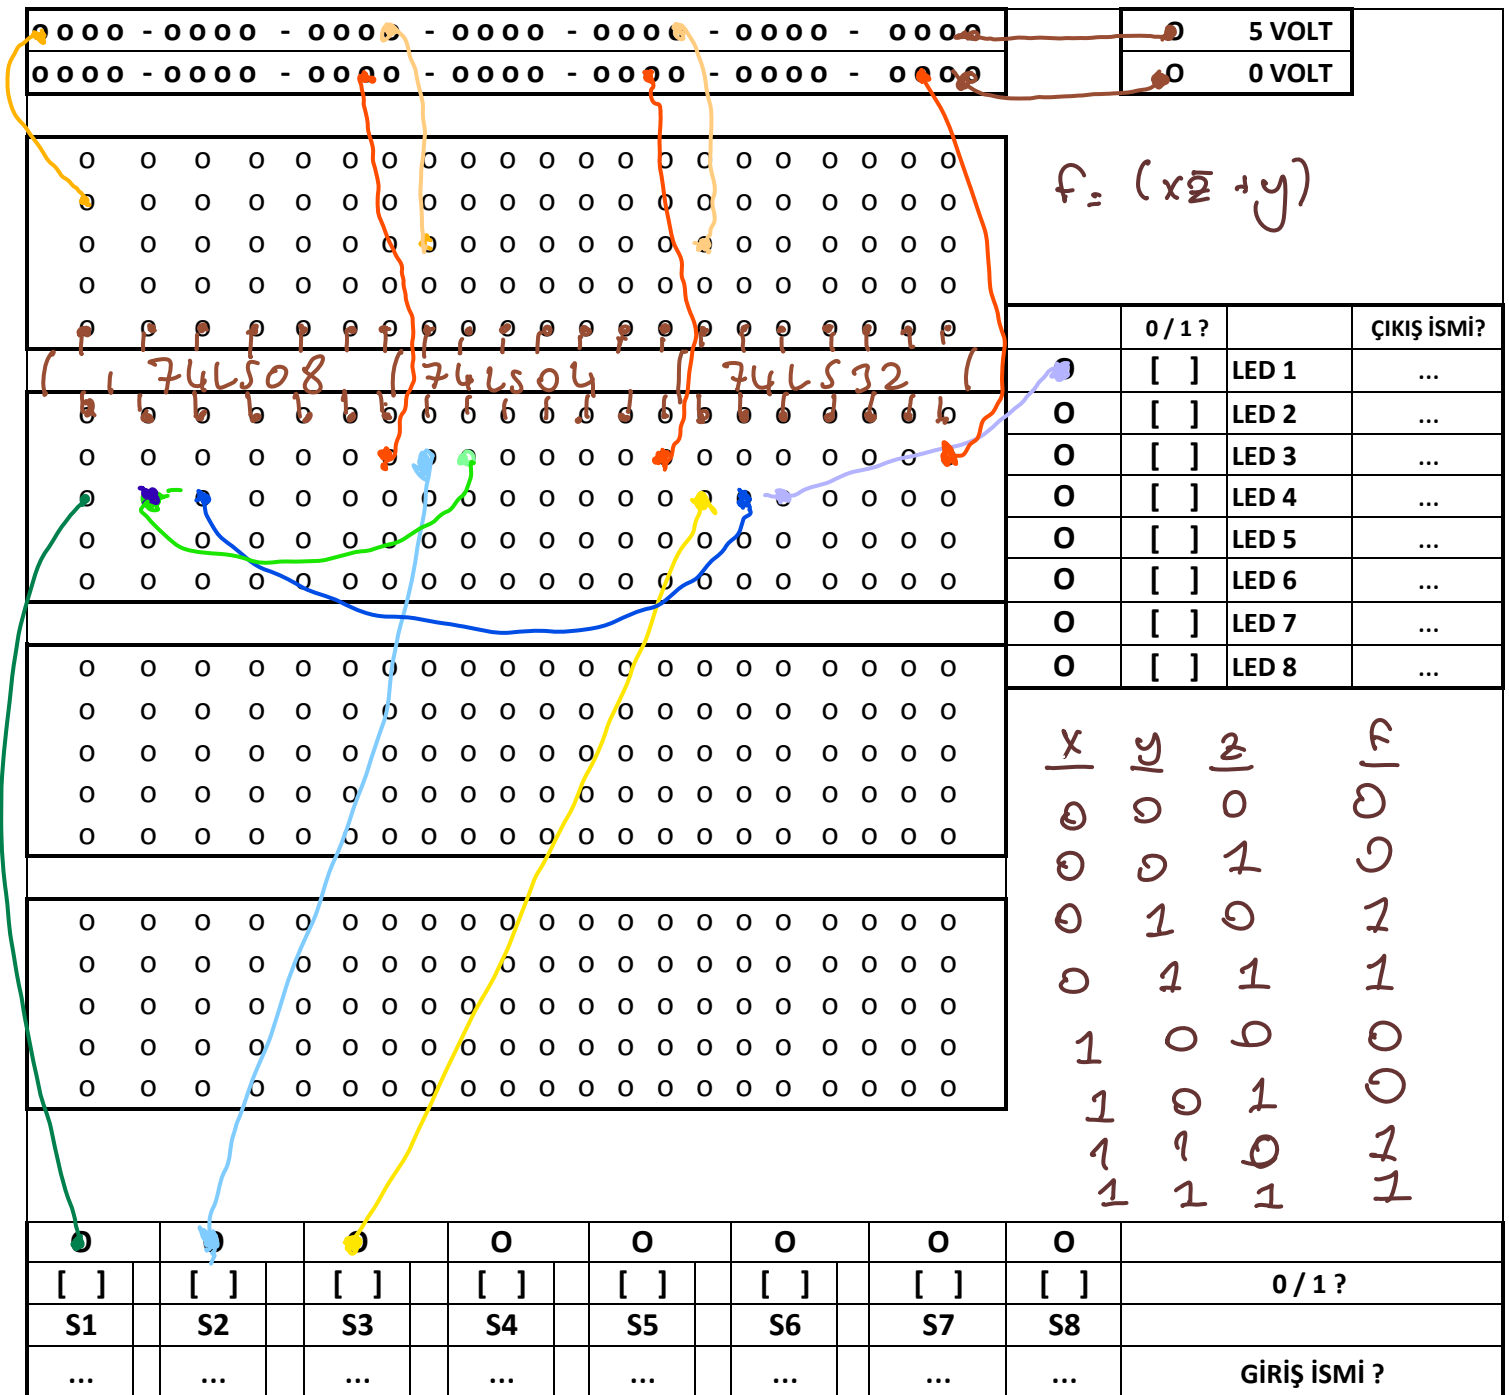 o o o o - o o o o - o o o o - o o o o - o o o o - o o o o - o o o o O 5 VOLT
o o o o - o o o o - o o o o - o o o o - o o o o - o o o o - o o o o O 0 VOLT
o o o o o o o o o o o o o o o o o o o o o
o o o o o o o o o o o o o o o o o o o o o
o o o o o o o o o o o o o o o o o o o o o
o o o o o o o o o o o o o o o o o o o o o
o o o o o o o o o o o o o o o o o o o o o
f = (xz̅ + y)
74LS08 74LS04 74LS32
o o o o o o o o o o o o o o o o o o o o o
o o o o o o o o o o o o o o o o o o o o o
o o o o o o o o o o o o o o o o o o o o o
o o o o o o o o o o o o o o o o o o o o o
o o o o o o o o o o o o o o o o o o o o o
0 / 1 ? ÇIKIŞ İSMİ?
O [ ] LED 1 ...
O [ ] LED 2 ...
O [ ] LED 3 ...
O [ ] LED 4 ...
O [ ] LED 5 ...
O [ ] LED 6 ...
O [ ] LED 7 ...
O [ ] LED 8 ...
o o o o o o o o o o o o o o o o o o o o o
o o o o o o o o o o o o o o o o o o o o o
o o o o o o o o o o o o o o o o o o o o o
o o o o o o o o o o o o o o o o o o o o o
o o o o o o o o o o o o o o o o o o o o o
o o o o o o o o o o o o o o o o o o o o o
o o o o o o o o o o o o o o o o o o o o o
o o o o o o o o o o o o o o o o o o o o o
o o o o o o o o o o o o o o o o o o o o o
o o o o o o o o o o o o o o o o o o o o o
x y z F
0 0 0 0
0 0 1 0
0 1 0 1
0 1 1 1
1 0 0 0
1 0 1 0
1 1 0 1
1 1 1 1
O O O O O O O O
[ ] [ ] [ ] [ ] [ ] [ ] [ ] [ ] 0 / 1 ?
S1 S2 S3 S4 S5 S6 S7 S8
... ... ... ... ... ... ... ... GİRİŞ İSMİ ?